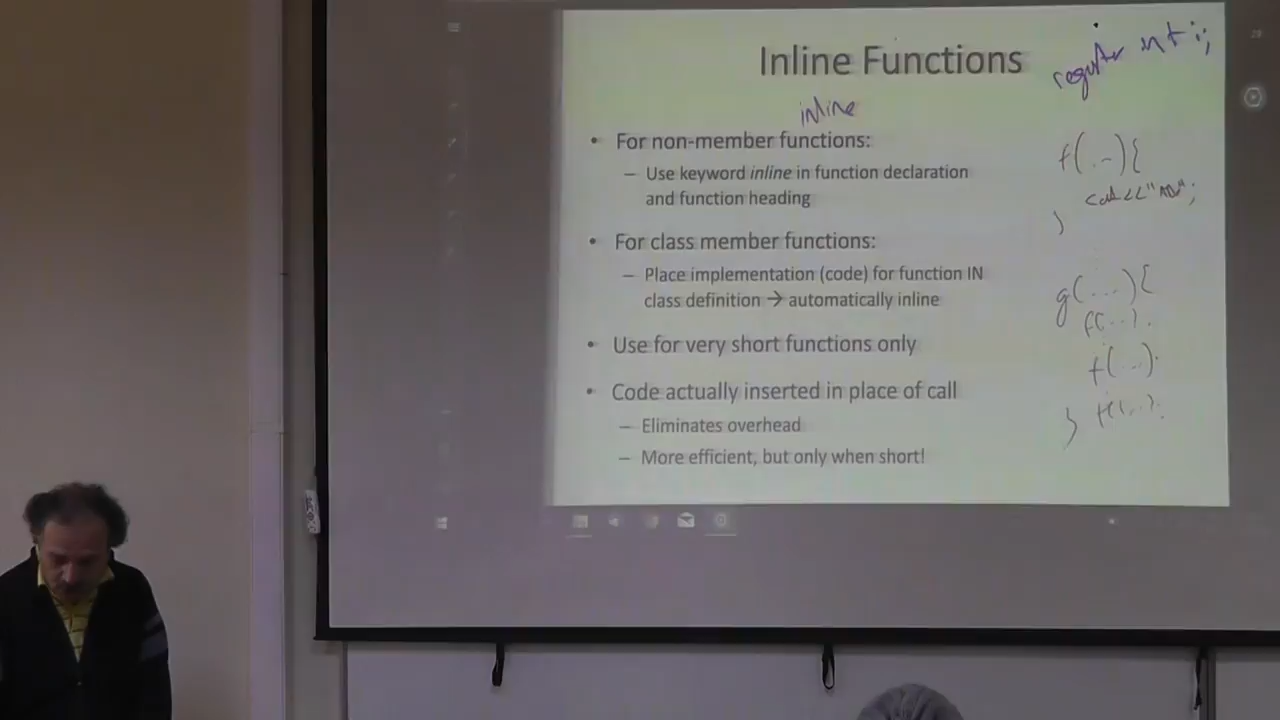 Inline Functions
register int i;
inline
• For non-member functions:
– Use keyword inline in function declaration
and function heading
• For class member functions:
– Place implementation (code) for function IN
class definition → automatically inline
• Use for very short functions only
• Code actually inserted in place of call
– Eliminates overhead
– More efficient, but only when short!
f(...){
}
g(...){
f(...).
f(...).
} f(...).